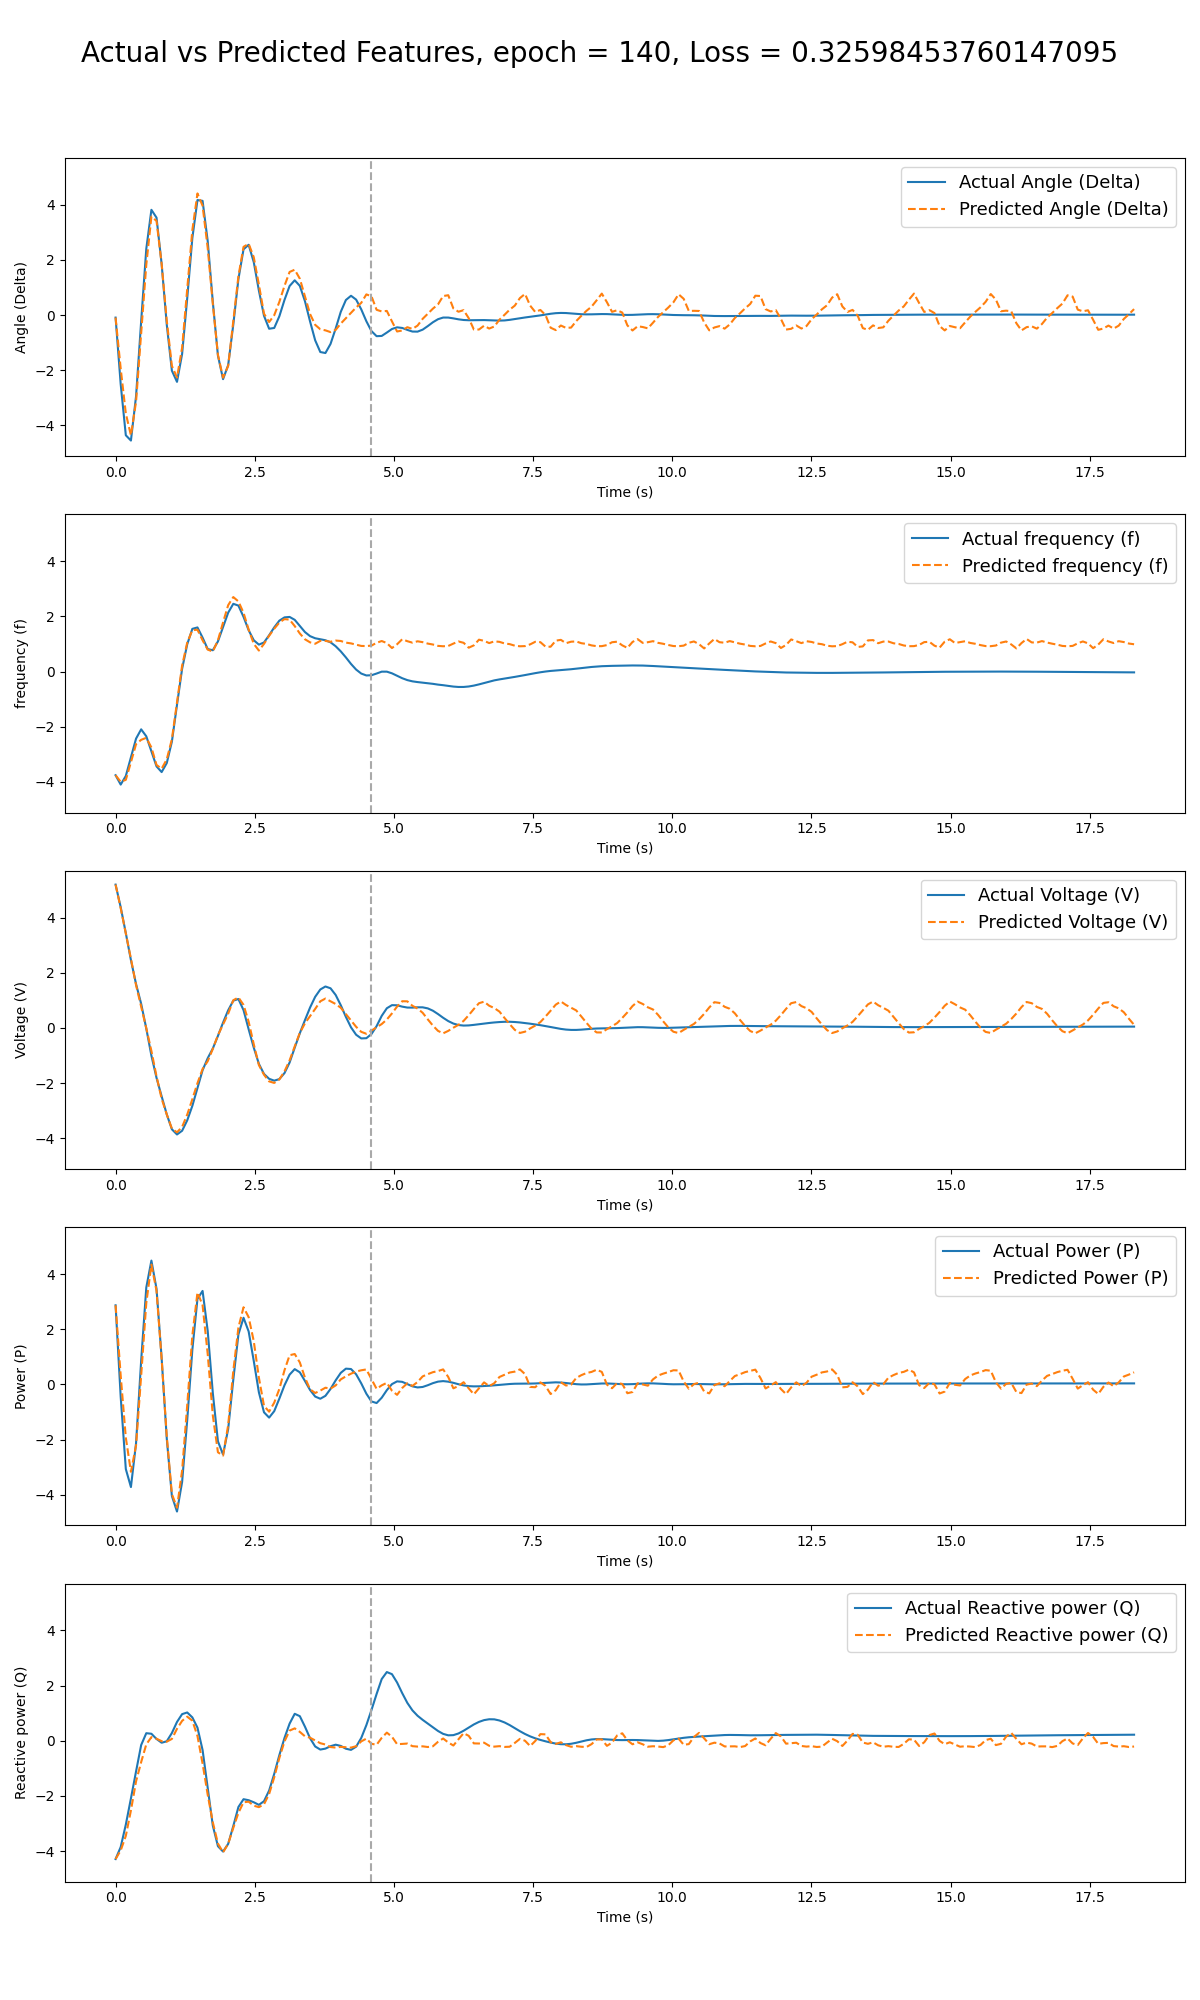 Actual vs Predicted Features, epoch = 140, Loss = 0.32598453760147095
Actual Angle (Delta)
Predicted Angle (Delta)
Angle (Delta)
4
2
0
−2
−4
0.0 2.5 5.0 7.5 10.0 12.5 15.0 17.5
Time (s)
Actual frequency (f)
Predicted frequency (f)
frequency (f)
4
2
0
−2
−4
0.0 2.5 5.0 7.5 10.0 12.5 15.0 17.5
Time (s)
Actual Voltage (V)
Predicted Voltage (V)
Voltage (V)
4
2
0
−2
−4
0.0 2.5 5.0 7.5 10.0 12.5 15.0 17.5
Time (s)
Actual Power (P)
Predicted Power (P)
Power (P)
4
2
0
−2
−4
0.0 2.5 5.0 7.5 10.0 12.5 15.0 17.5
Time (s)
Actual Reactive power (Q)
Predicted Reactive power (Q)
Reactive power (Q)
4
2
0
−2
−4
0.0 2.5 5.0 7.5 10.0 12.5 15.0 17.5
Time (s)